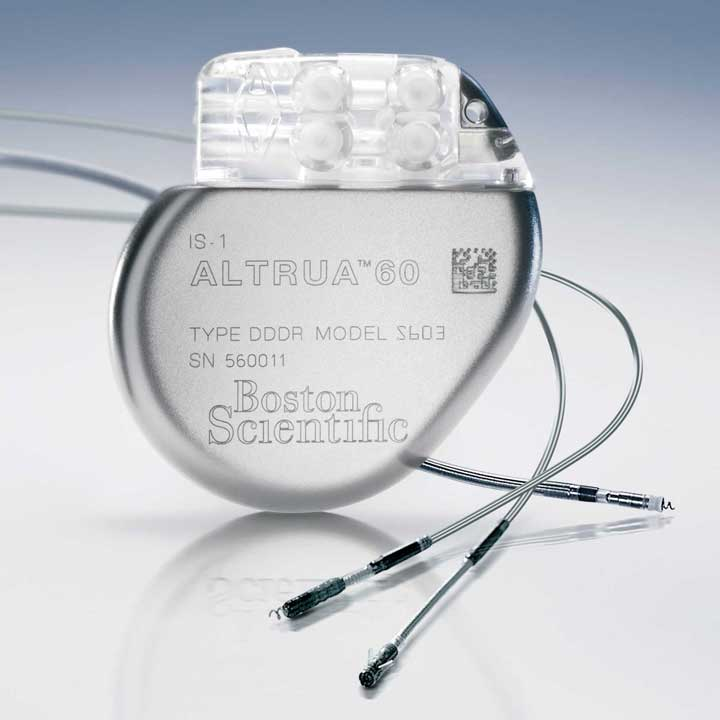 IS-1
ALTRUA™60
TYPE DDDR MODEL S603
SN 560011
Boston
Scientific